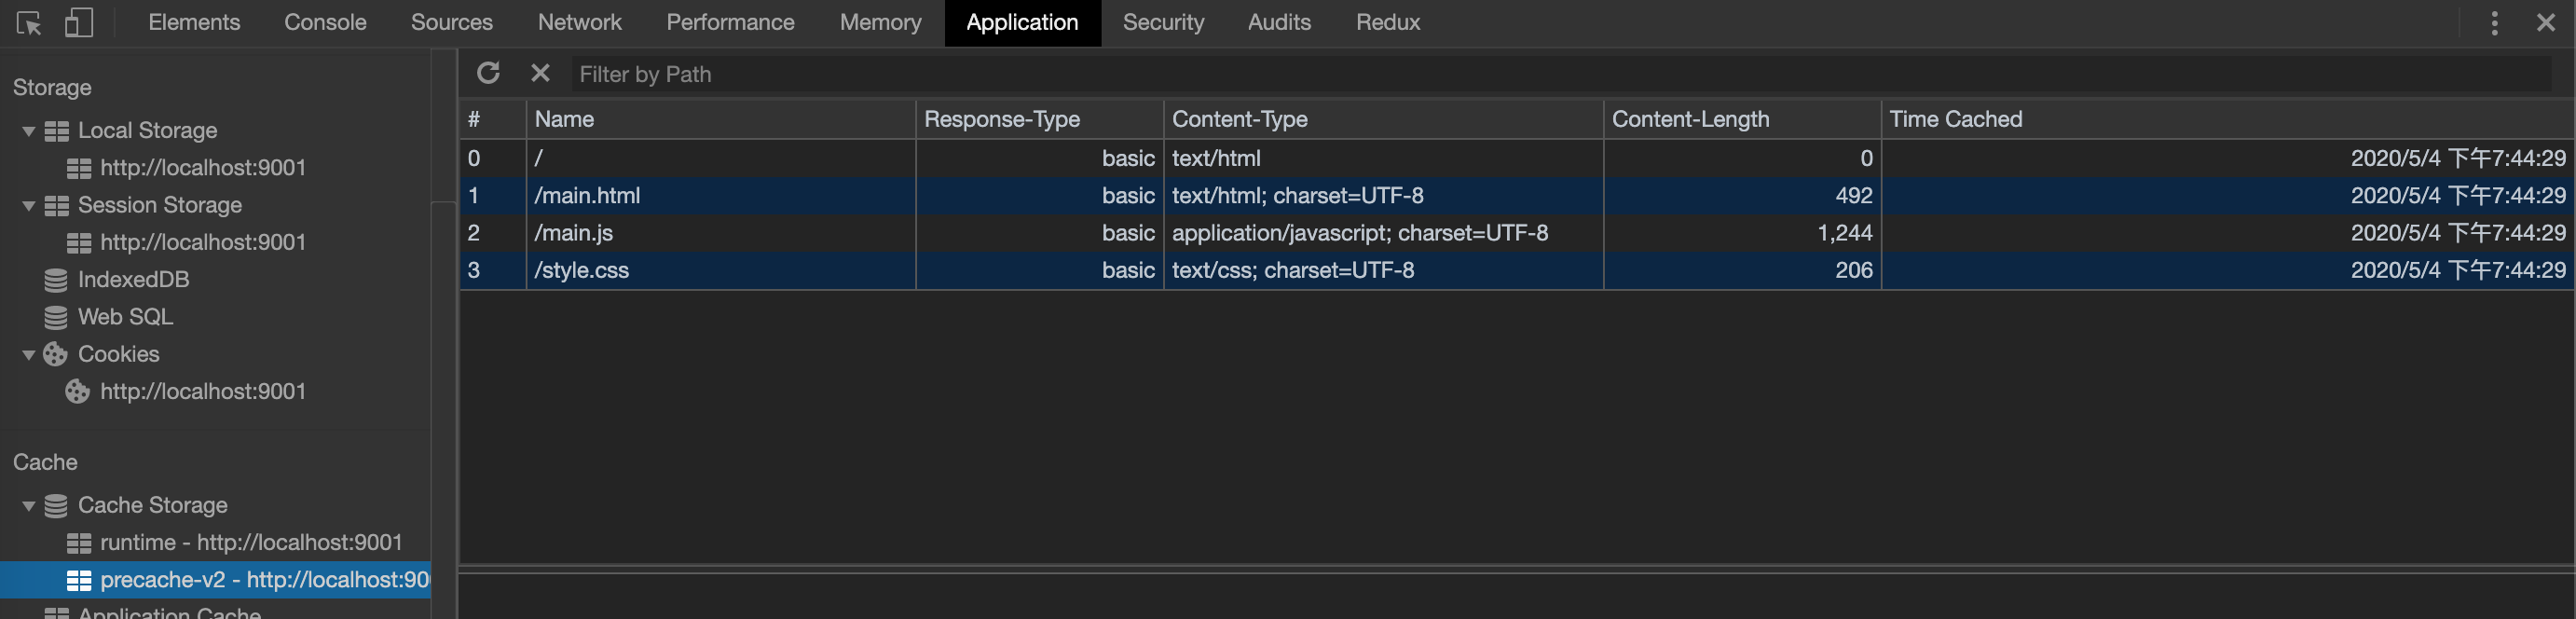 Elements Console Sources Network Performance Memory Application Security Audits Redux
Storage
Local Storage
http://localhost:9001
Session Storage
http://localhost:9001
IndexedDB
Web SQL
Cookies
http://localhost:9001
Cache
Cache Storage
runtime - http://localhost:9001
precache-v2 - http://localhost:90
Application Cache
Filter by Path
# Name Response-Type Content-Type Content-Length Time Cached
0 / basic text/html 0 2020/5/4 下午7:44:29
1 /main.html basic text/html; charset=UTF-8 492 2020/5/4 下午7:44:29
2 /main.js basic application/javascript; charset=UTF-8 1,244 2020/5/4 下午7:44:29
3 /style.css basic text/css; charset=UTF-8 206 2020/5/4 下午7:44:29